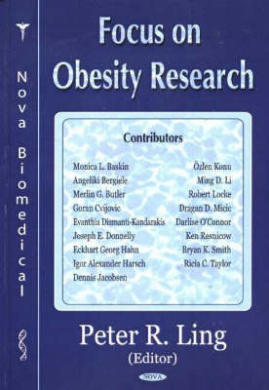 Focus on
Obesity Research
Nova Biomedical
Contributors
Monica L. Baskin
Angeliki Bergiele
Merlin G. Butler
Goran Cvijovic
Evanthia Diamanti-Kandarakis
Joseph E. Donnelly
Eckhart Georg Hahn
Igor Alexander Harsch
Dennis Jacobsen
Özlen Konu
Ming D. Li
Robert Locke
Dragan D. Micic
Darlise O'Connor
Ken Resnicow
Bryan K. Smith
Ricia C. Taylor
Peter R. Ling
(Editor)
NOVA